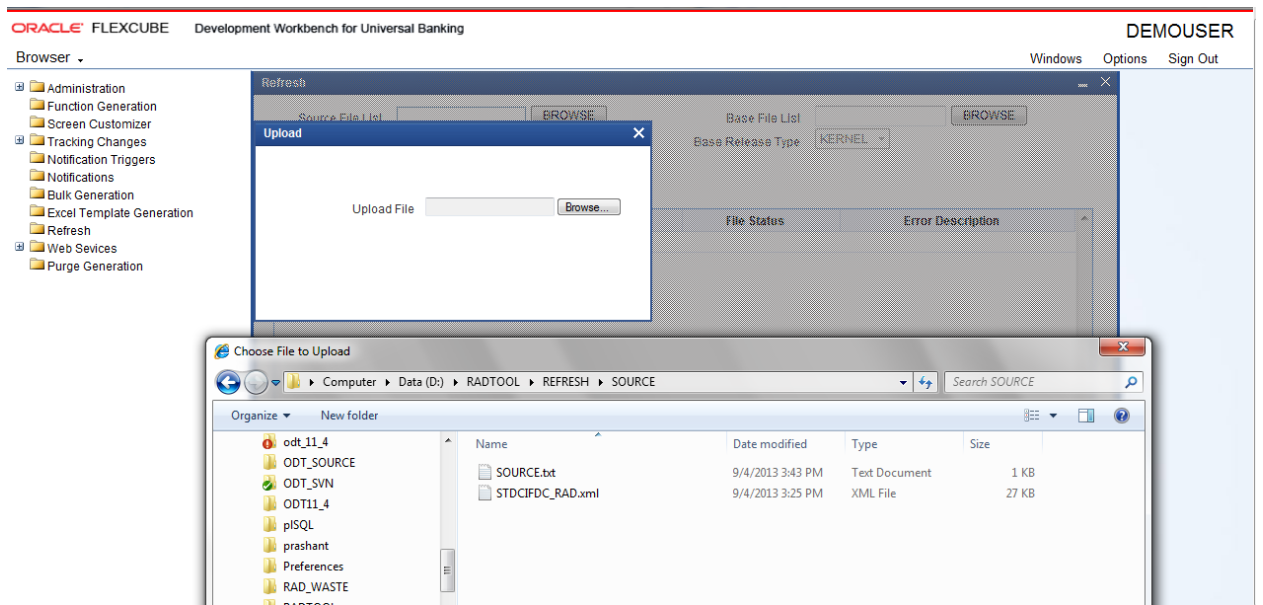 ORACLE FLEXCUBE Development Workbench for Universal Banking DEMOUSER
Browser Windows Options Sign Out
Administration
Function Generation
Screen Customizer
Tracking Changes
Notification Triggers
Notifications
Bulk Generation
Excel Template Generation
Refresh
Web Sevices
Purge Generation
Refresh
Source File List BROWSE Base File List BROWSE
Base Release Type KERNEL
File Status Error Description
Upload
Upload File Browse...
Choose File to Upload
Computer Data (D:) RADTOOL REFRESH SOURCE Search SOURCE
Organize New folder
odt_11_4
ODT_SOURCE
ODT_SVN
ODT11_4
plSQL
prashant
Preferences
RAD_WASTE
RADTOOL
Name Date modified Type Size
SOURCE.txt 9/4/2013 3:43 PM Text Document 1 KB
STDCIFDC_RAD.xml 9/4/2013 3:25 PM XML File 27 KB